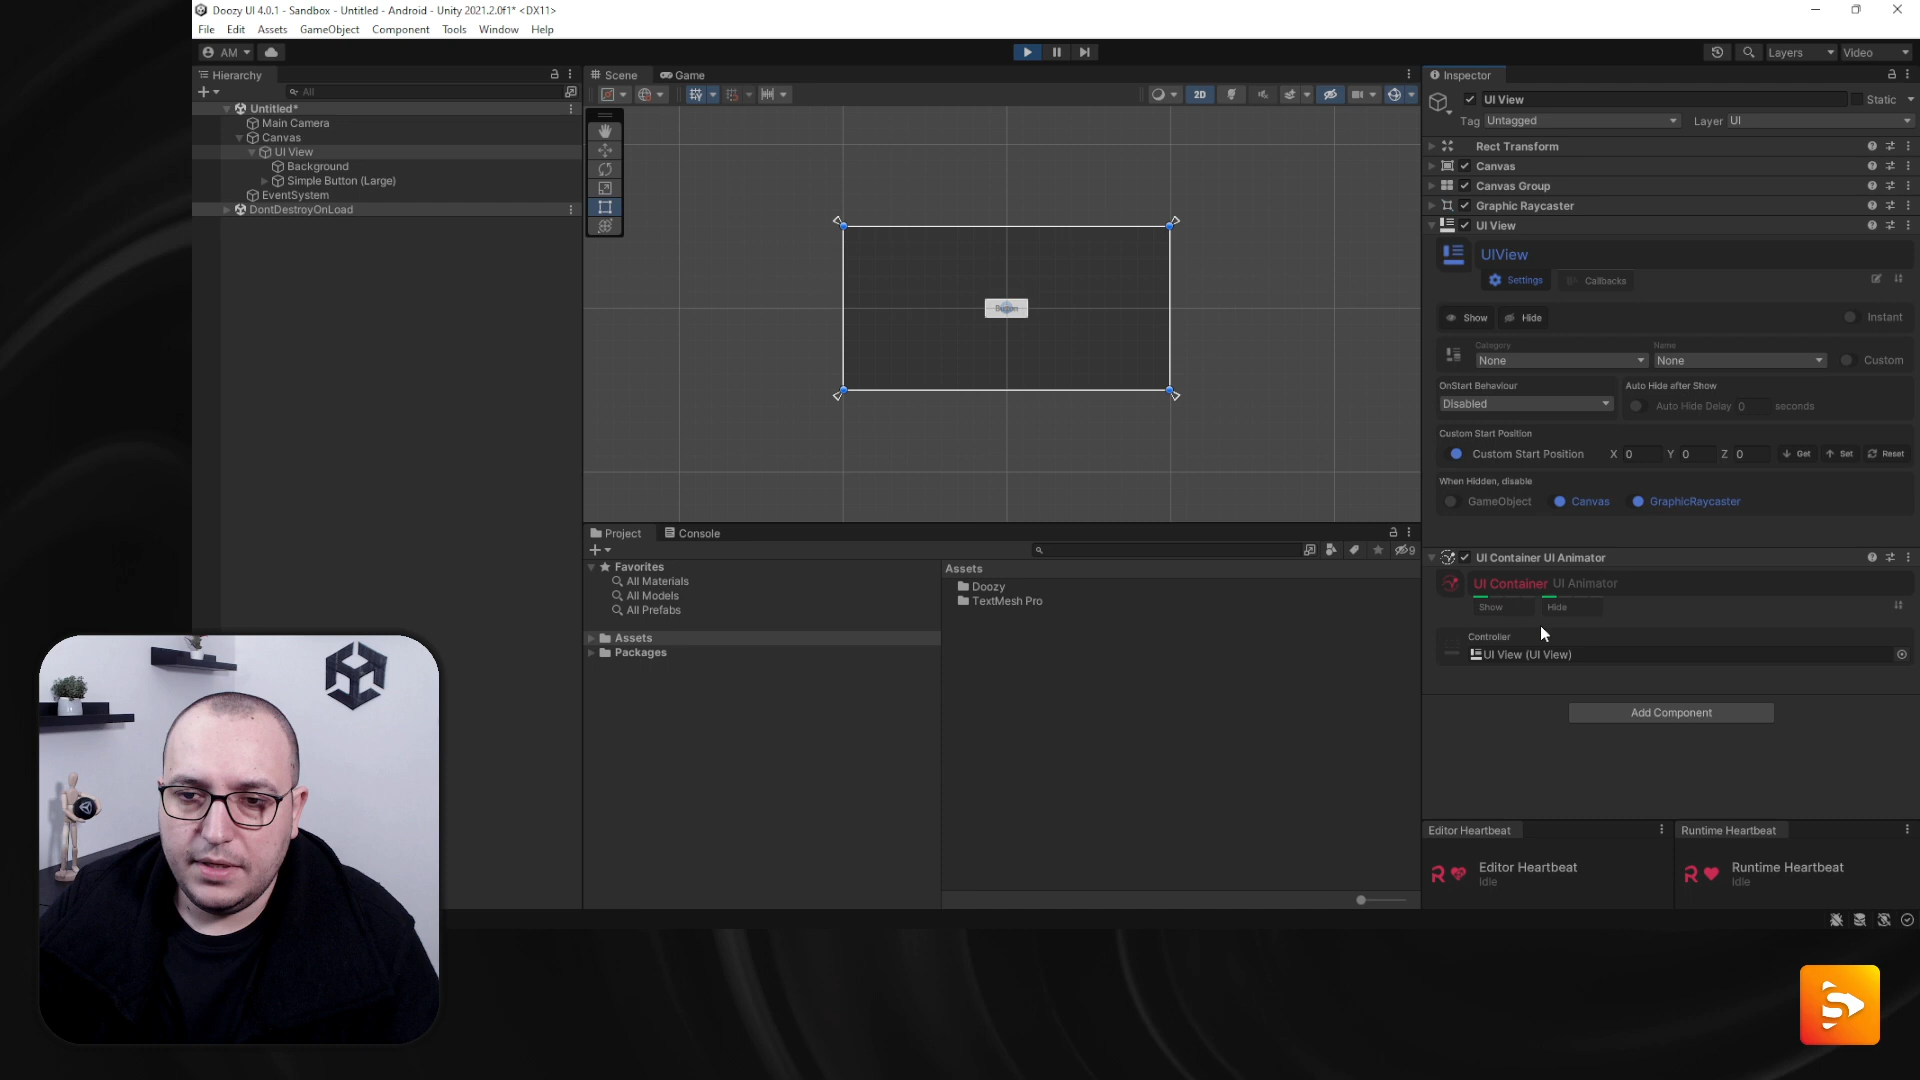 Doozy UI 4.0.1 - Sandbox - Untitled - Android - Unity 2021.2.0f1* <DX11>
File Edit Assets GameObject Component Tools Window Help
AM
Layers Video
Hierarchy
All
Untitled*
Main Camera
Canvas
UI View
Background
Simple Button (Large)
EventSystem
DontDestroyOnLoad
Scene Game
2D
Button
Project Console
9
Favorites
All Materials
All Models
All Prefabs
Assets
Packages
Assets
Doozy
TextMesh Pro
Inspector
UI View Static
Tag Untagged Layer UI
Rect Transform
Canvas
Canvas Group
Graphic Raycaster
UI View
UIView
Settings Callbacks
Show Hide Instant
Category Name
None None Custom
OnStart Behaviour Auto Hide after Show
Disabled Auto Hide Delay 0 seconds
Custom Start Position
Custom Start Position X 0 Y 0 Z 0 Get Set Reset
When Hidden, disable
GameObject Canvas GraphicRaycaster
UI Container UI Animator
UI Container UI Animator
Show Hide
Controller
UI View (UI View)
Add Component
Editor Heartbeat Runtime Heartbeat
Editor Heartbeat Runtime Heartbeat
Idle Idle